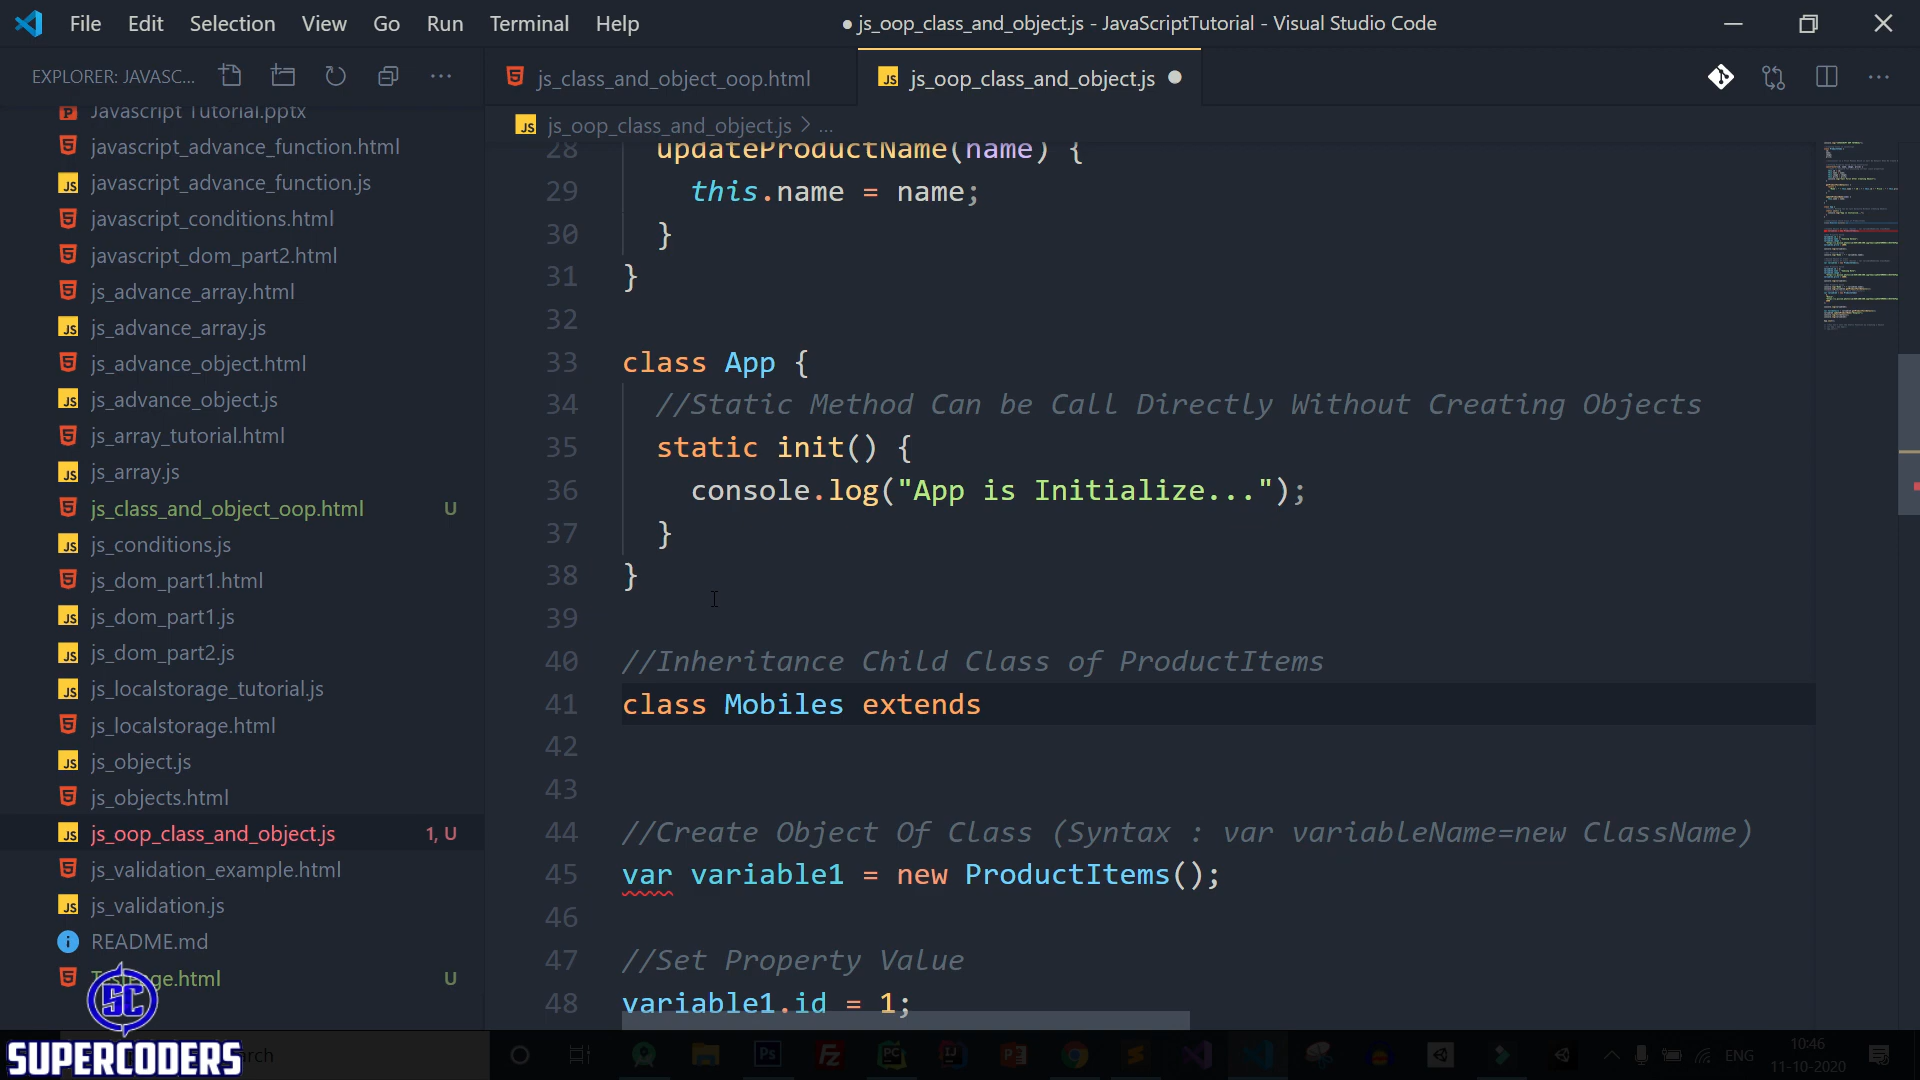 File Edit Selection View Go Run Terminal Help
● js_oop_class_and_object.js - JavaScriptTutorial - Visual Studio Code
EXPLORER: JAVASC...
js_class_and_object_oop.html
js_oop_class_and_object.js
js_oop_class_and_object.js > ...
Javascript Tutorial.pptx
javascript_advance_function.html
javascript_advance_function.js
javascript_conditions.html
javascript_dom_part2.html
js_advance_array.html
js_advance_array.js
js_advance_object.html
js_advance_object.js
js_array_tutorial.html
js_array.js
js_class_and_object_oop.html U
js_conditions.js
js_dom_part1.html
js_dom_part1.js
js_dom_part2.js
js_localstorage_tutorial.js
js_localstorage.html
js_object.js
js_objects.html
js_oop_class_and_object.js 1, U
js_validation_example.html
js_validation.js
README.md
U
28 updateProductName(name) {
29 this.name = name;
30 }
31 }
32
33 class App {
34 //Static Method Can be Call Directly Without Creating Objects
35 static init() {
36 console.log("App is Initialize...");
37 }
38 }
39
40 //Inheritance Child Class of ProductItems
41 class Mobiles extends
42
43
44 //Create Object Of Class (Syntax : var variableName=new ClassName)
45 var variable1 = new ProductItems();
46
47 //Set Property Value
48 variable1.id = 1;
SC
SUPERCODERS
ENG
10:46
11-10-2020